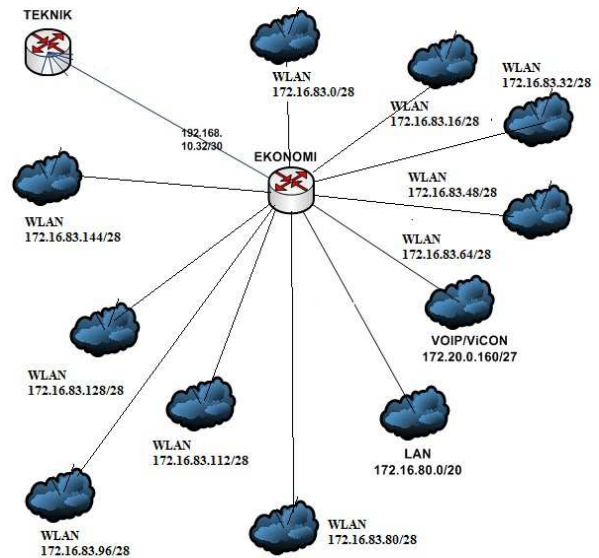 TEKNIK
WLAN
172.16.83.0/28
WLAN
172.16.83.16/28
WLAN
172.16.83.32/28
192.168.
10.32/30
EKONOMI
WLAN
172.16.83.48/28
WLAN
172.16.83.144/28
WLAN
172.16.83.64/28
VOIP/ViCON
172.20.0.160/27
WLAN
172.16.83.128/28
WLAN
172.16.83.112/28
LAN
172.16.80.0/20
WLAN
172.16.83.96/28
WLAN
172.16.83.80/28